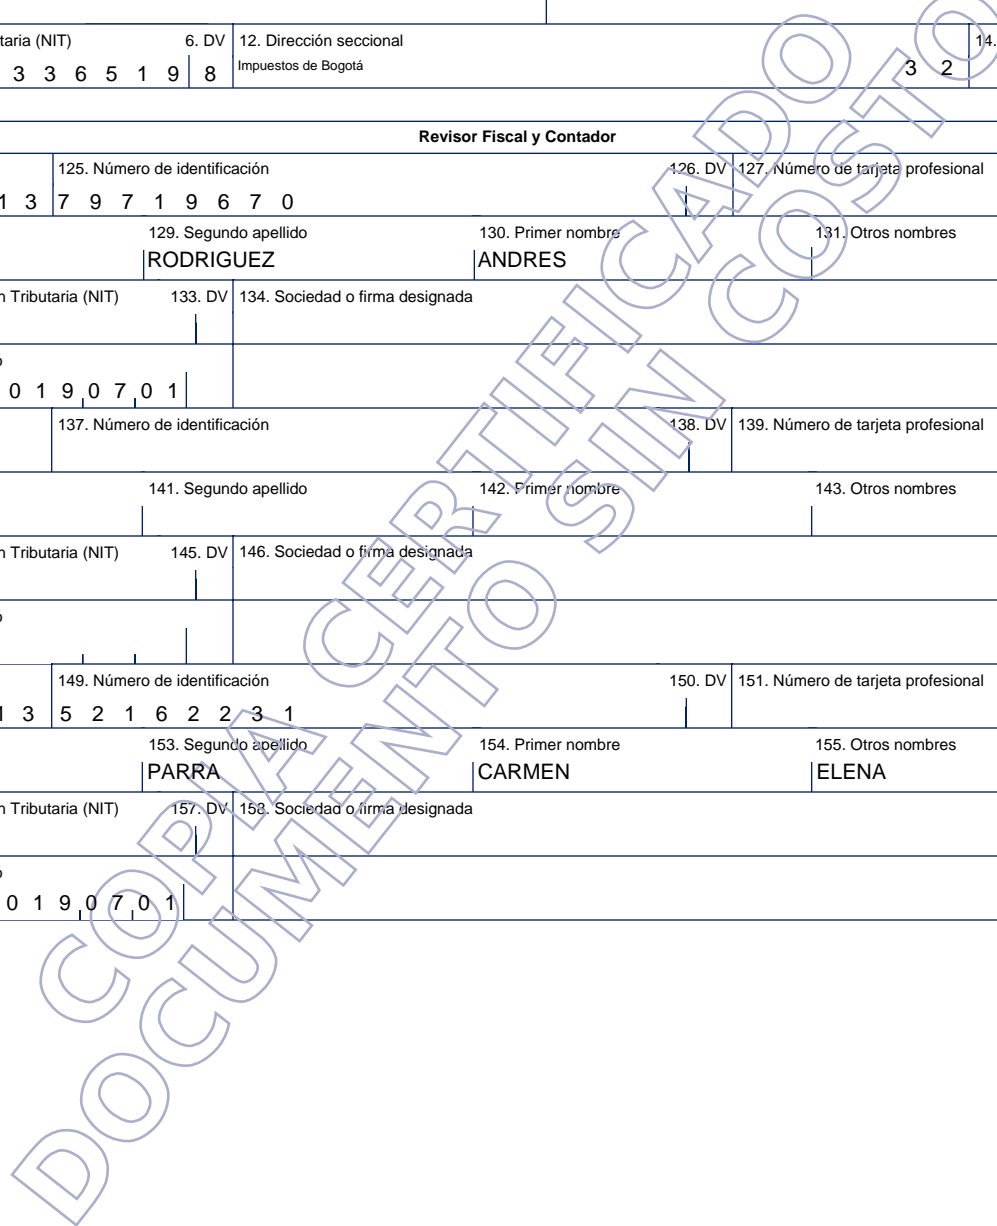 taria (NIT) 6. DV 12. Dirección seccional 14.
3 3 6 5 1 9 8 Impuestos de Bogotá 3 2
Revisor Fiscal y Contador
125. Número de identificación 126. DV 127. Número de tarjeta profesional
1 3 7 9 7 1 9 6 7 0
129. Segundo apellido 130. Primer nombre 131. Otros nombres
RODRIGUEZ ANDRES
n Tributaria (NIT) 133. DV 134. Sociedad o firma designada
o
0 1 9 0 7 0 1
137. Número de identificación 138. DV 139. Número de tarjeta profesional
141. Segundo apellido 142. Primer nombre 143. Otros nombres
n Tributaria (NIT) 145. DV 146. Sociedad o firma designada
o
149. Número de identificación 150. DV 151. Número de tarjeta profesional
1 3 5 2 1 6 2 2 3 1
153. Segundo apellido 154. Primer nombre 155. Otros nombres
PARRA CARMEN ELENA
n Tributaria (NIT) 157. DV 158. Sociedad o firma designada
o
0 1 9 0 7 0 1
COPIA CERTIFICADO
DOCUMENTO SIN COSTO